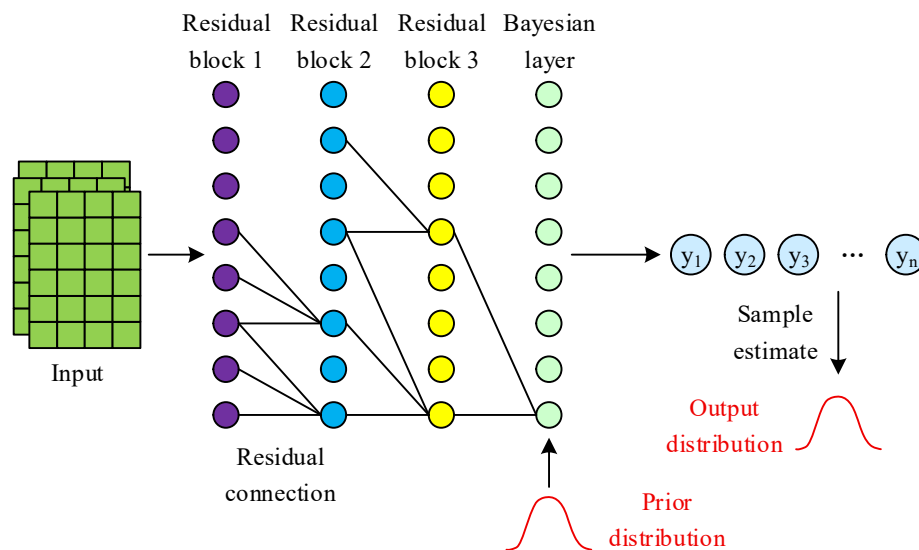 Residual block 1
Residual block 2
Residual block 3
Bayesian layer
Input
y₁ y₂ y₃ ... yₙ
Sample
estimate
Output
distribution
Residual
connection
Prior
distribution